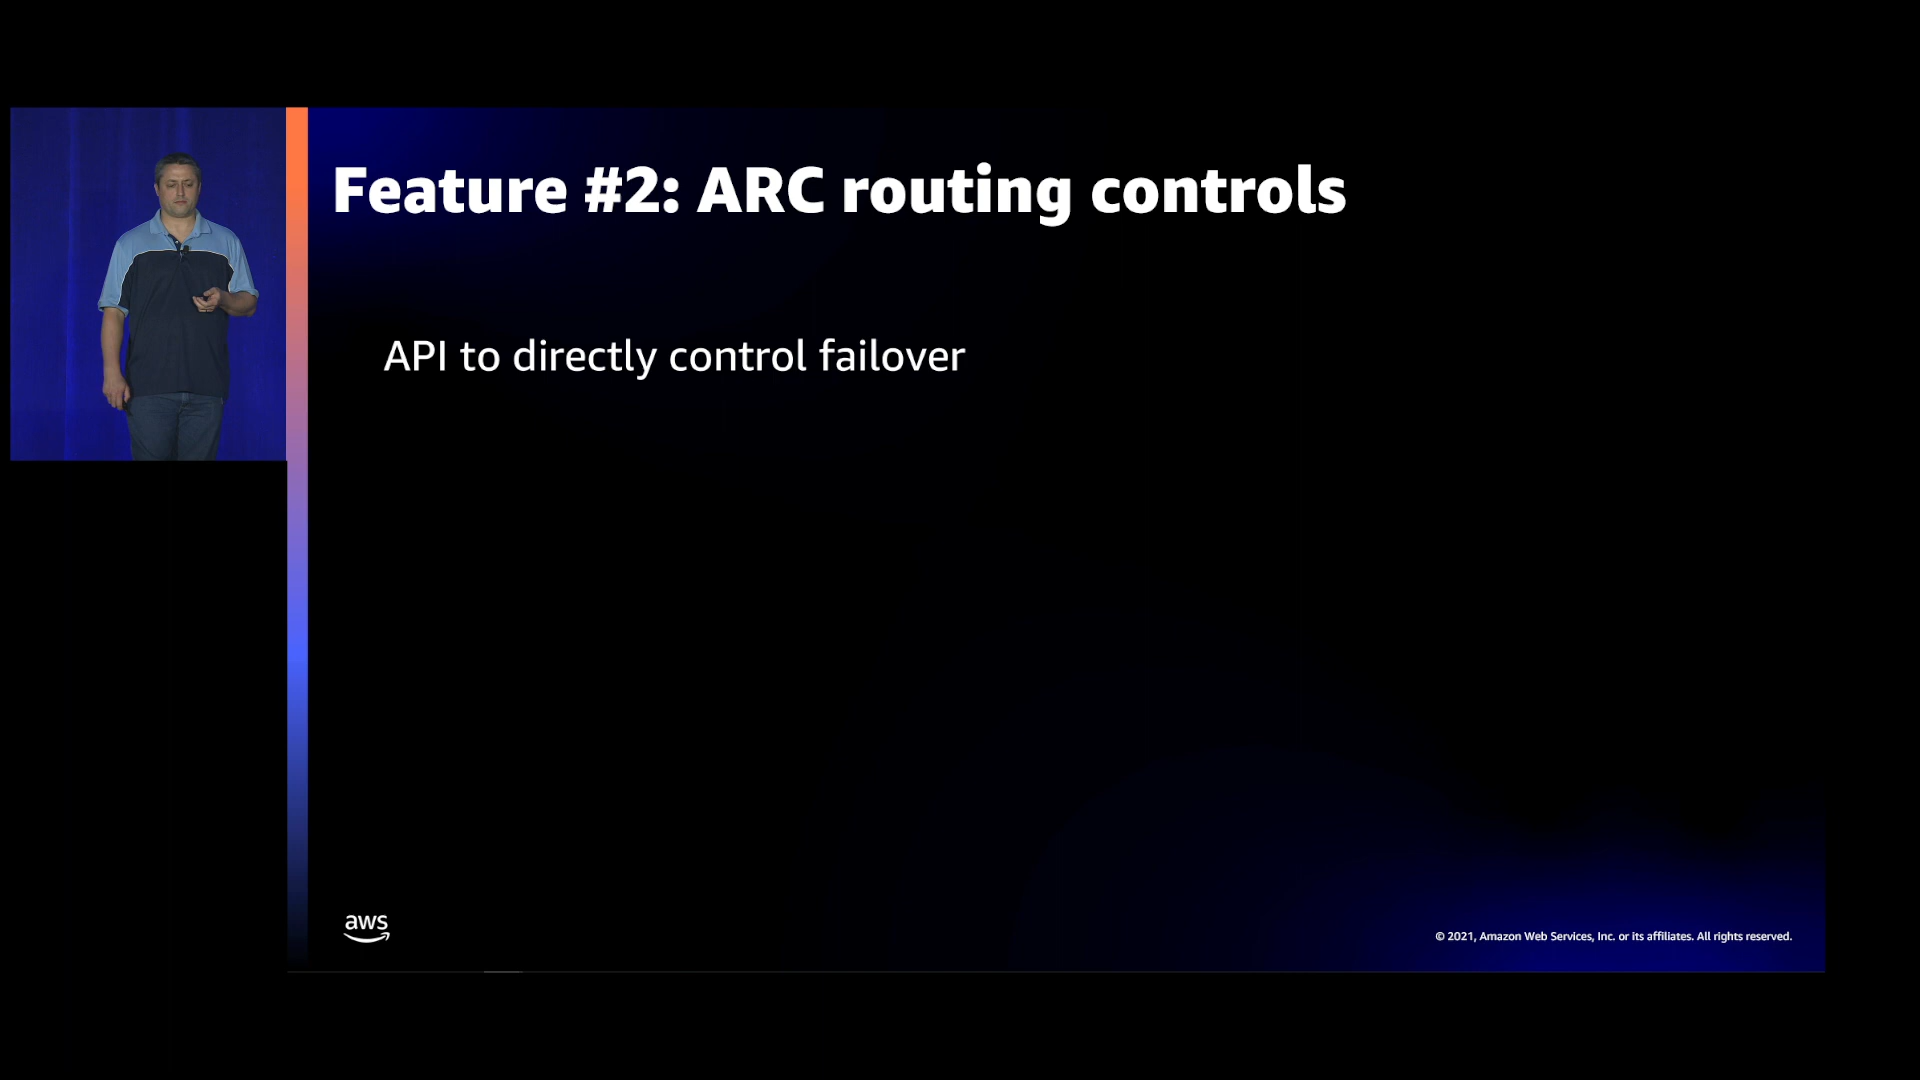 Feature #2: ARC routing controls
API to directly control failover
aws
© 2021, Amazon Web Services, Inc. or its affiliates. All rights reserved.